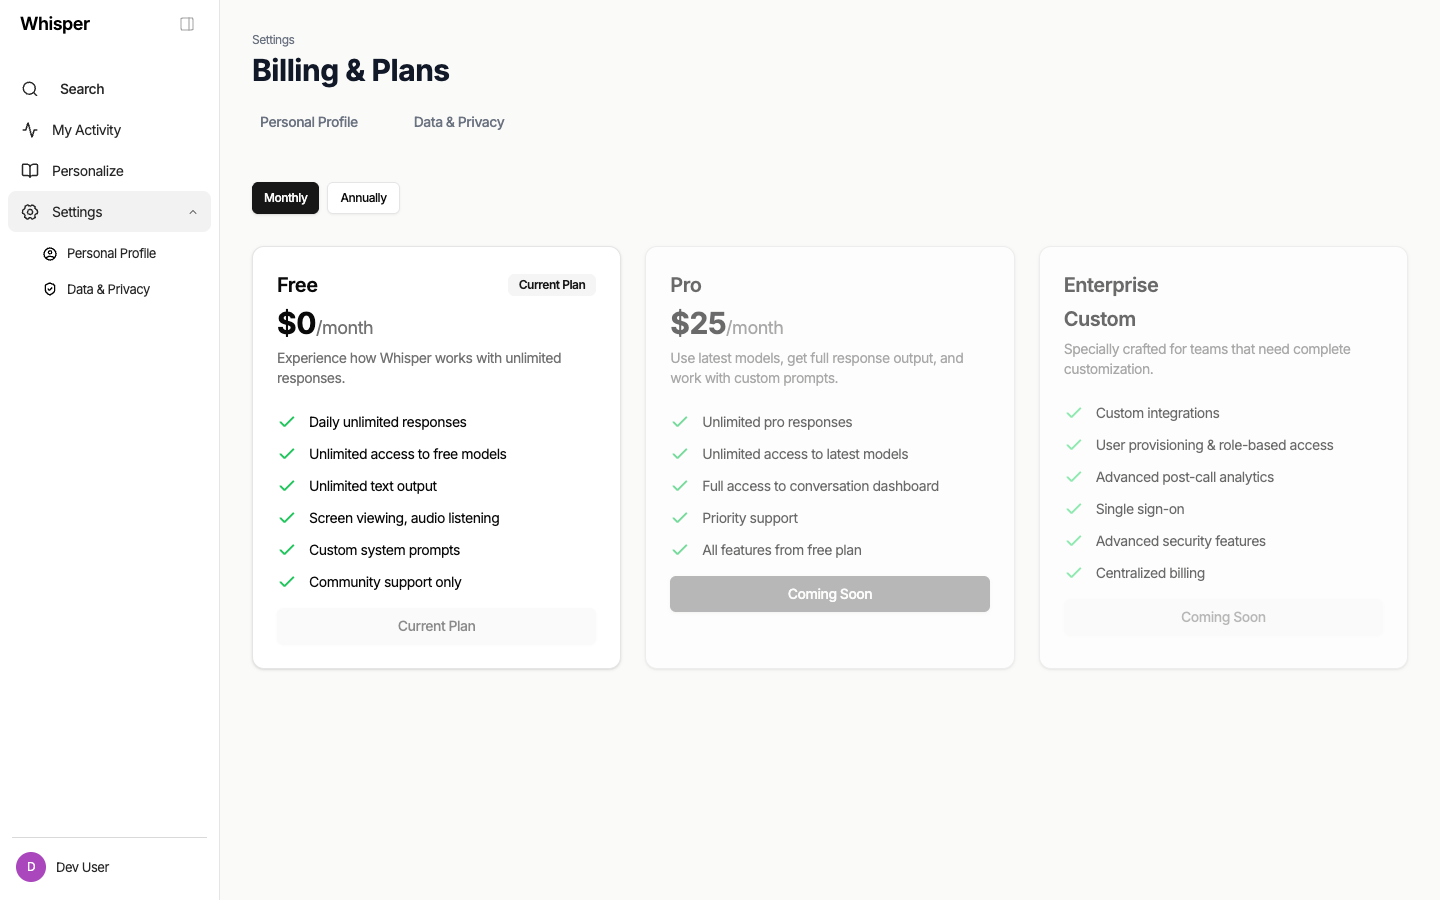 Whisper
Search
My Activity
Personalize
Settings
Personal Profile
Data & Privacy
D
Dev User
Settings
Billing & Plans
Personal Profile
Data & Privacy
Monthly
Annually
Free
Current Plan
$0/month
Experience how Whisper works with unlimited
responses.
Daily unlimited responses
Unlimited access to free models
Unlimited text output
Screen viewing, audio listening
Custom system prompts
Community support only
Current Plan
Pro
$25/month
Use latest models, get full response output, and
work with custom prompts.
Unlimited pro responses
Unlimited access to latest models
Full access to conversation dashboard
Priority support
All features from free plan
Coming Soon
Enterprise
Custom
Specially crafted for teams that need complete
customization.
Custom integrations
User provisioning & role-based access
Advanced post-call analytics
Single sign-on
Advanced security features
Centralized billing
Coming Soon